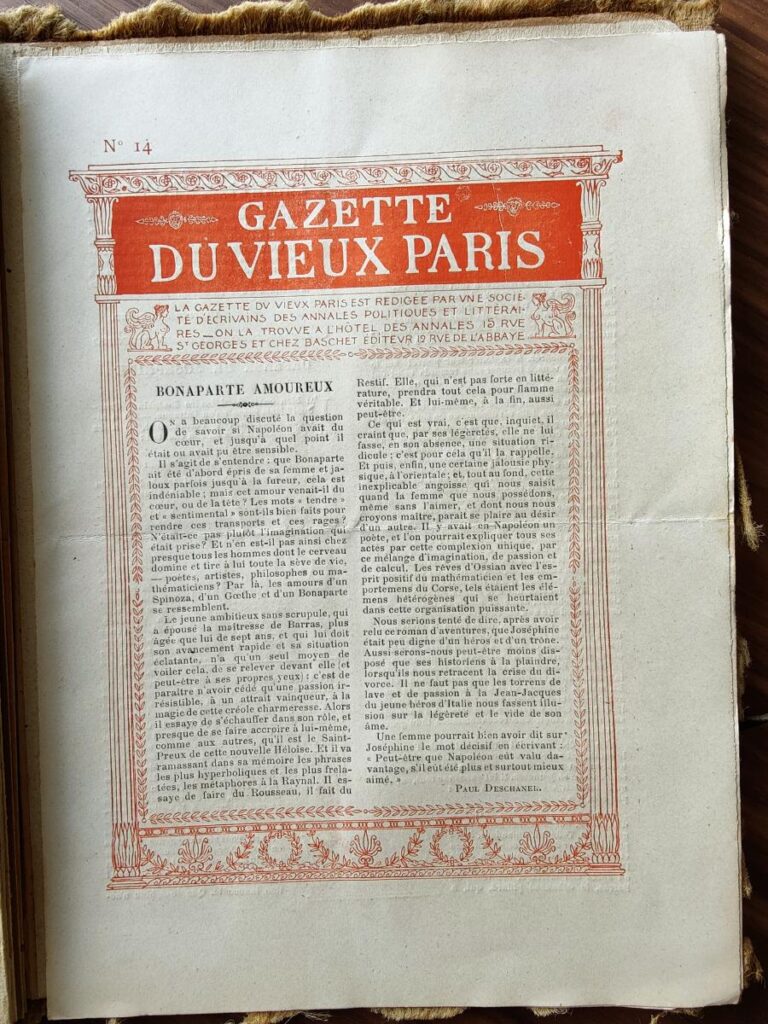 N° 14
GAZETTE
DU VIEUX PARIS
LA GAZETTE DV VIEVX PARIS EST REDIGÉE PAR VNE SOCIE-
TÉ D'ÉCRIVAINS DES ANNALES POLITIQUES ET LITTÉRAI-
RES _ ON LA TROVVE A L'HÔTEL DES ANNALES 15 RVE
ST GEORGES ET CHEZ BASCHET ÉDITEVR 12 RVE DE L'ABBAYE
BONAPARTE AMOUREUX
ON a beaucoup discuté la question
de savoir si Napoléon avait du
cœur, et jusqu'à quel point il
était ou avait pu être sensible.
Il s'agit de s'entendre : que Bonaparte
ait été d'abord épris de sa femme et ja-
loux parfois jusqu'à la fureur, cela est
indéniable ; mais cet amour venait-il du
cœur, ou de la tête ? Les mots « tendre »
et « sentimental » sont-ils bien faits pour
rendre ces transports et ces rages ?
N'était-ce pas plutôt l'imagination qui
était prise ? Et n'en est-il pas ainsi chez
presque tous les hommes dont le cerveau
domine et tire à lui toute la sève de vie,
— poètes, artistes, philosophes ou ma-
thématiciens ? Par là, les amours d'un
Spinoza, d'un Gœthe et d'un Bonaparte
se ressemblent.
Le jeune ambitieux sans scrupule, qui
a épousé la maîtresse de Barras, plus
âgée que lui de sept ans, et qui lui doit
son avancement rapide et sa situation
éclatante, n'a qu'un seul moyen de
voiler cela, de se relever devant elle (et
peut-être à ses propres yeux) : c'est de
paraître n'avoir cédé qu'une passion ir-
résistible, à un attrait vainqueur, à la
magie de cette créole charmeresse. Alors
il essaye de s'échauffer dans son rôle, et
presque de se faire accroire à lui-même,
comme aux autres, qu'il est le Saint-
Preux de cette nouvelle Héloïse. Et il va
ramassant dans sa mémoire les phrases
les plus hyperboliques et les plus frela-
tées, les métaphores à la Raynal. Il es-
saye de faire du Rousseau, il fait du
Restif. Elle, qui n'est pas forte en litté-
rature, prendra tout cela pour flamme
véritable. Et lui-même, à la fin, aussi
peut-être.
Ce qui est vrai, c'est que, inquiet, il
craint que, par ses légèretés, elle ne lui
fasse, en son absence, une situation ri-
dicule ; c'est pour cela qu'il la rappelle.
Et puis, enfin, une certaine jalousie phy-
sique, à l'orientale ; et, tout au fond, cette
inexplicable angoisse qui nous saisit
quand la femme que nous possédons,
même sans l'aimer, et dont nous nous
croyons maître, paraît se plaire au désir
d'un autre. Il y avait en Napoléon un
poète, et l'on pourrait expliquer tous ses
actes par cette complexion unique, par
ce mélange d'imagination, de passion et
de calcul. Les rêves d'Ossian avec l'es-
prit positif du mathématicien et les em-
portements du Corse, tels étaient les élé-
mens hétérogènes qui se heurtaient
dans cette organisation puissante.
Nous serions tenté de dire, après avoir
relu ce roman d'aventures, que Joséphine
était peu digne d'un héros et d'un trône.
Aussi serons-nous peut-être moins dis-
posé que ses historiens à la plaindre,
lorsqu'ils nous retracent la crise du di-
vorce. Il ne faut pas que les torrens de
lave et de passion à la Jean-Jacques
du jeune héros d'Italie nous fassent illu-
sion sur la légèreté et le vide de son
âme.
Une femme pourrait bien avoir dit sur
Joséphine le mot décisif en écrivant :
« Peut-être que Napoléon eût valu da-
vantage, s'il eût été plus et surtout mieux
aimé. »
PAUL DESCHANEL.